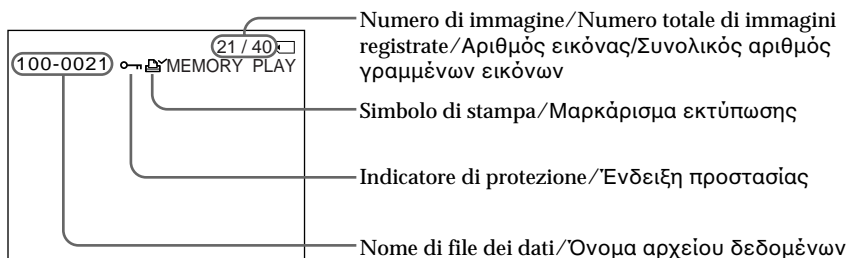 21 / 40
100-0021 MEMORY PLAY
Numero di immagine/Numero totale di immagini
registrate/Αριθμός εικόνας/Συνολικός αριθμός
γραμμένων εικόνων
Simbolo di stampa/Μαρκάρισμα εκτύπωσης
Indicatore di protezione/Ένδειξη προστασίας
Nome di file dei dati/Όνομα αρχείου δεδομένων